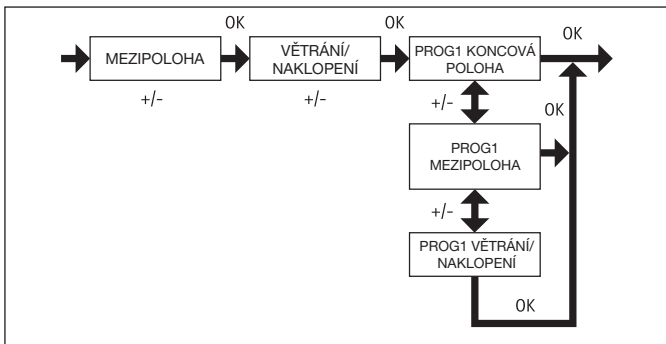 OK
OK
OK
MEZIPOLOHA
VĚTRÁNÍ/
NAKLOPENÍ
PROG1 KONCOVÁ
POLOHA
+/-
+/-
+/-
OK
PROG1
MEZIPOLOHA
+/-
PROG1 VĚTRÁNÍ/
NAKLOPENÍ
OK